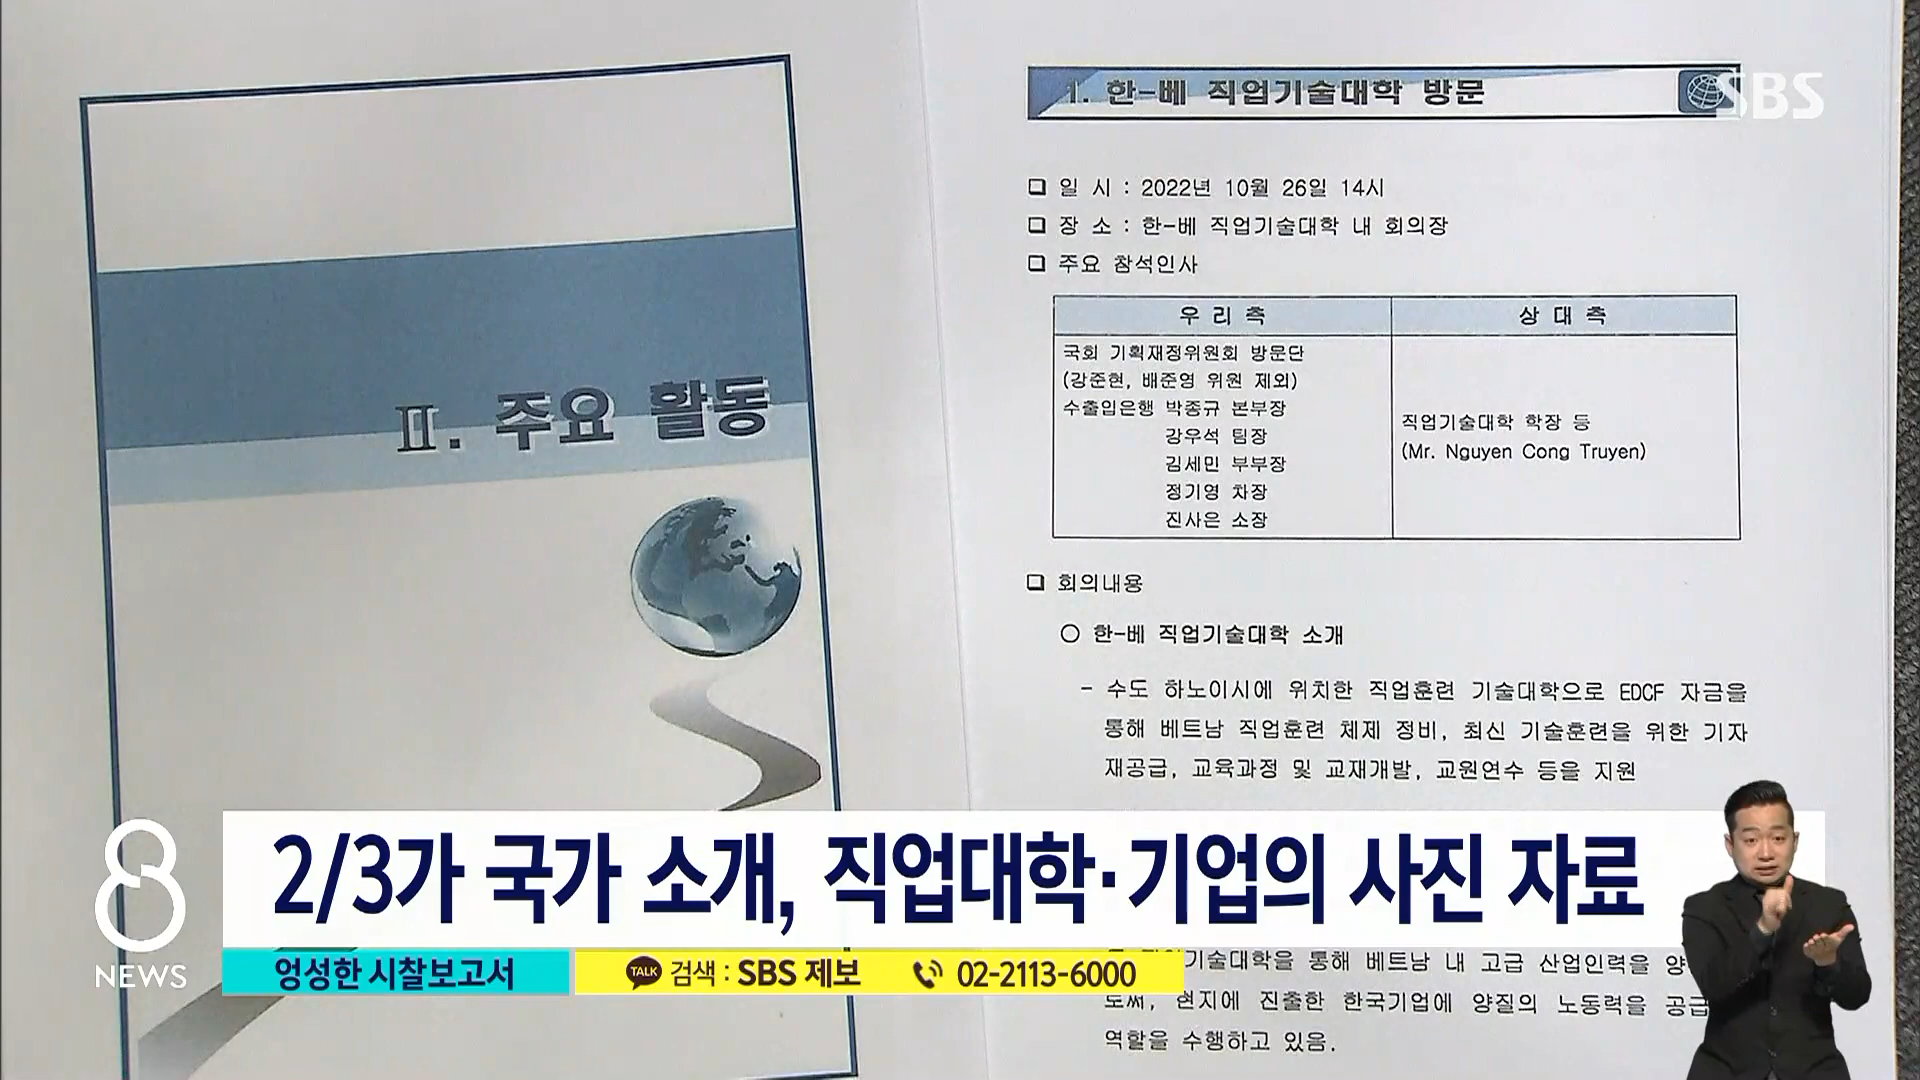 Ⅱ. 주요 활동
1. 한-베 직업기술대학 방문
SBS
❑ 일 시 : 2022년 10월 26일 14시
❑ 장 소 : 한-베 직업기술대학 내 회의장
❑ 주요 참석인사
우 리 측
상 대 측
국회 기획재정위원회 방문단
(강준현, 배준영 위원 제외)
수출입은행 박종규 본부장
강우석 팀장
김세민 부부장
정기영 차장
진사은 소장
직업기술대학 학장 등
(Mr. Nguyen Cong Truyen)
❑ 회의내용
○ 한-베 직업기술대학 소개
- 수도 하노이시에 위치한 직업훈련 기술대학으로 EDCF 자금을
통해 베트남 직업훈련 체제 정비, 최신 기술훈련을 위한 기자
재공급, 교육과정 및 교재개발, 교원연수 등을 지원
8
NEWS
2/3가 국가 소개, 직업대학·기업의 사진 자료
엉성한 시찰보고서
TALK 검색 : SBS 제보 02-2113-6000
기술대학을 통해 베트남 내 고급 산업인력을
현지에 진출한 한국기업에 양질의 노동력을
역할을 수행하고 있음.